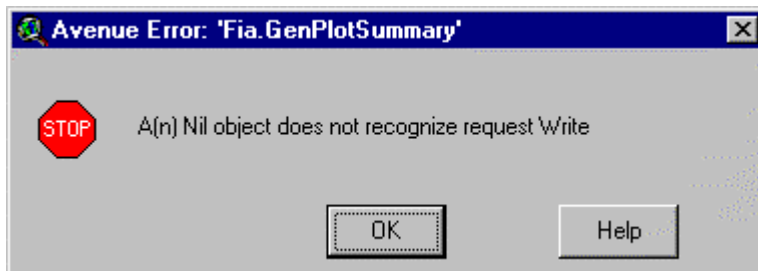 Avenue Error: 'Fia.GenPlotSummary'
STOP
A(n) Nil object does not recognize request Write
OK
Help